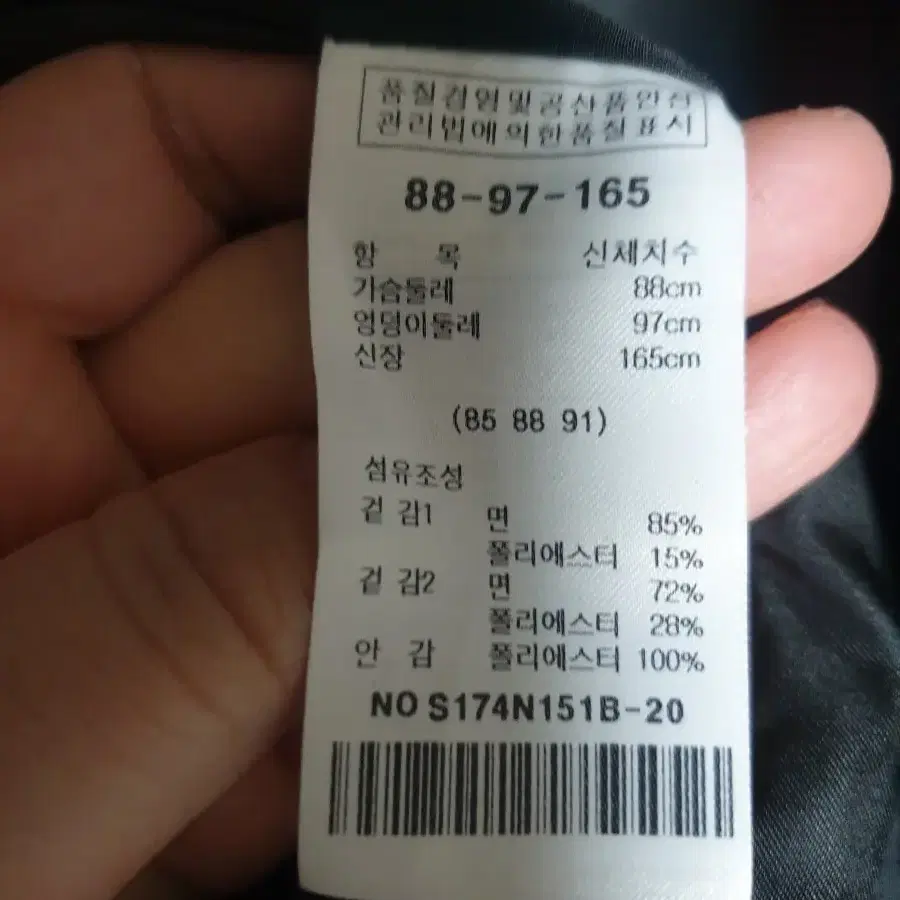 품질경영및공산품안전
관리법에의한품질표시
88-97-165
항 목 신체치수
가슴둘레 88cm
엉덩이둘레 97cm
신장 165cm
(85 88 91)
섬유조성
겉 감1 면 85%
폴리에스터 15%
겉 감2 면 72%
폴리에스터 28%
안 감 폴리에스터 100%
NO S174N151B-20